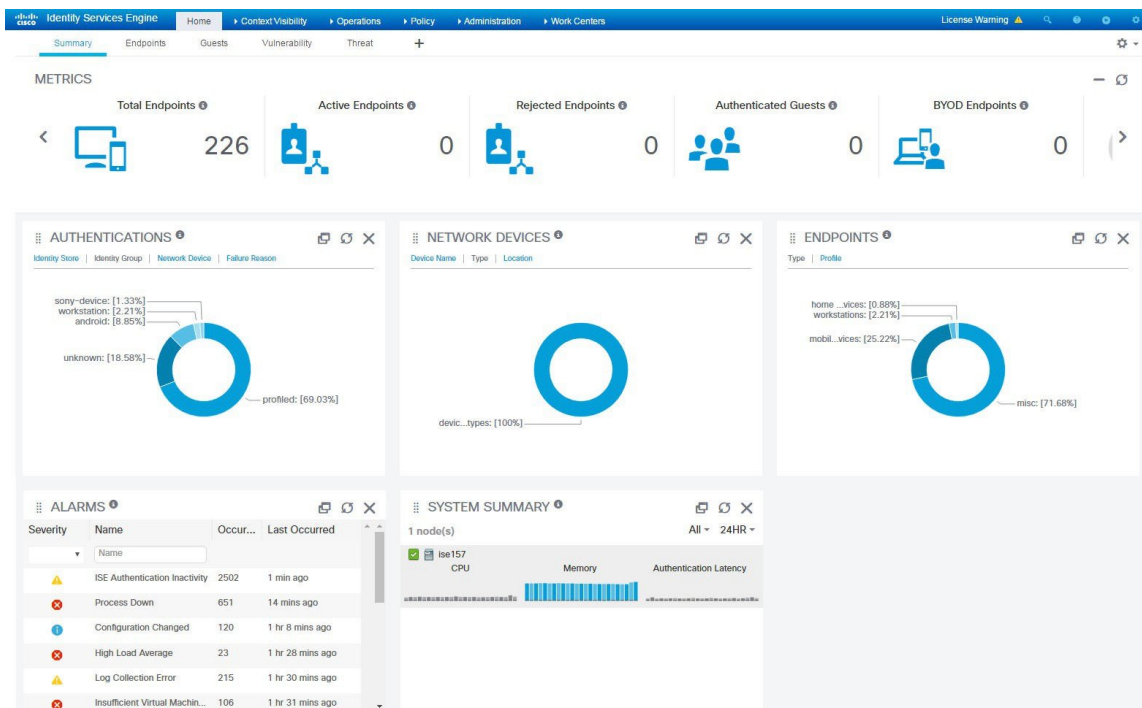 cisco Identity Services Engine Home Context Visibility Operations Policy Administration Work Centers License Warning
Summary Endpoints Guests Vulnerability Threat +
METRICS
Total Endpoints
226
Active Endpoints
0
Rejected Endpoints
0
Authenticated Guests
0
BYOD Endpoints
0
AUTHENTICATIONS
Identity Store | Identity Group | Network Device | Failure Reason
sony-device: [1.33%]
workstation: [2.21%]
android: [8.85%]
unknown: [18.58%]
profiled: [69.03%]
NETWORK DEVICES
Device Name | Type | Location
devic...types: [100%]
ENDPOINTS
Type | Profile
home ...vices: [0.88%]
workstations: [2.21%]
mobil...vices: [25.22%]
misc: [71.68%]
ALARMS
Severity Name Occur... Last Occurred
Name
ISE Authentication Inactivity 2502 1 min ago
Process Down 651 14 mins ago
Configuration Changed 120 1 hr 8 mins ago
High Load Average 23 1 hr 28 mins ago
Log Collection Error 215 1 hr 30 mins ago
Insufficient Virtual Machin... 106 1 hr 31 mins ago
SYSTEM SUMMARY
1 node(s) All 24HR
ise157
CPU Memory Authentication Latency